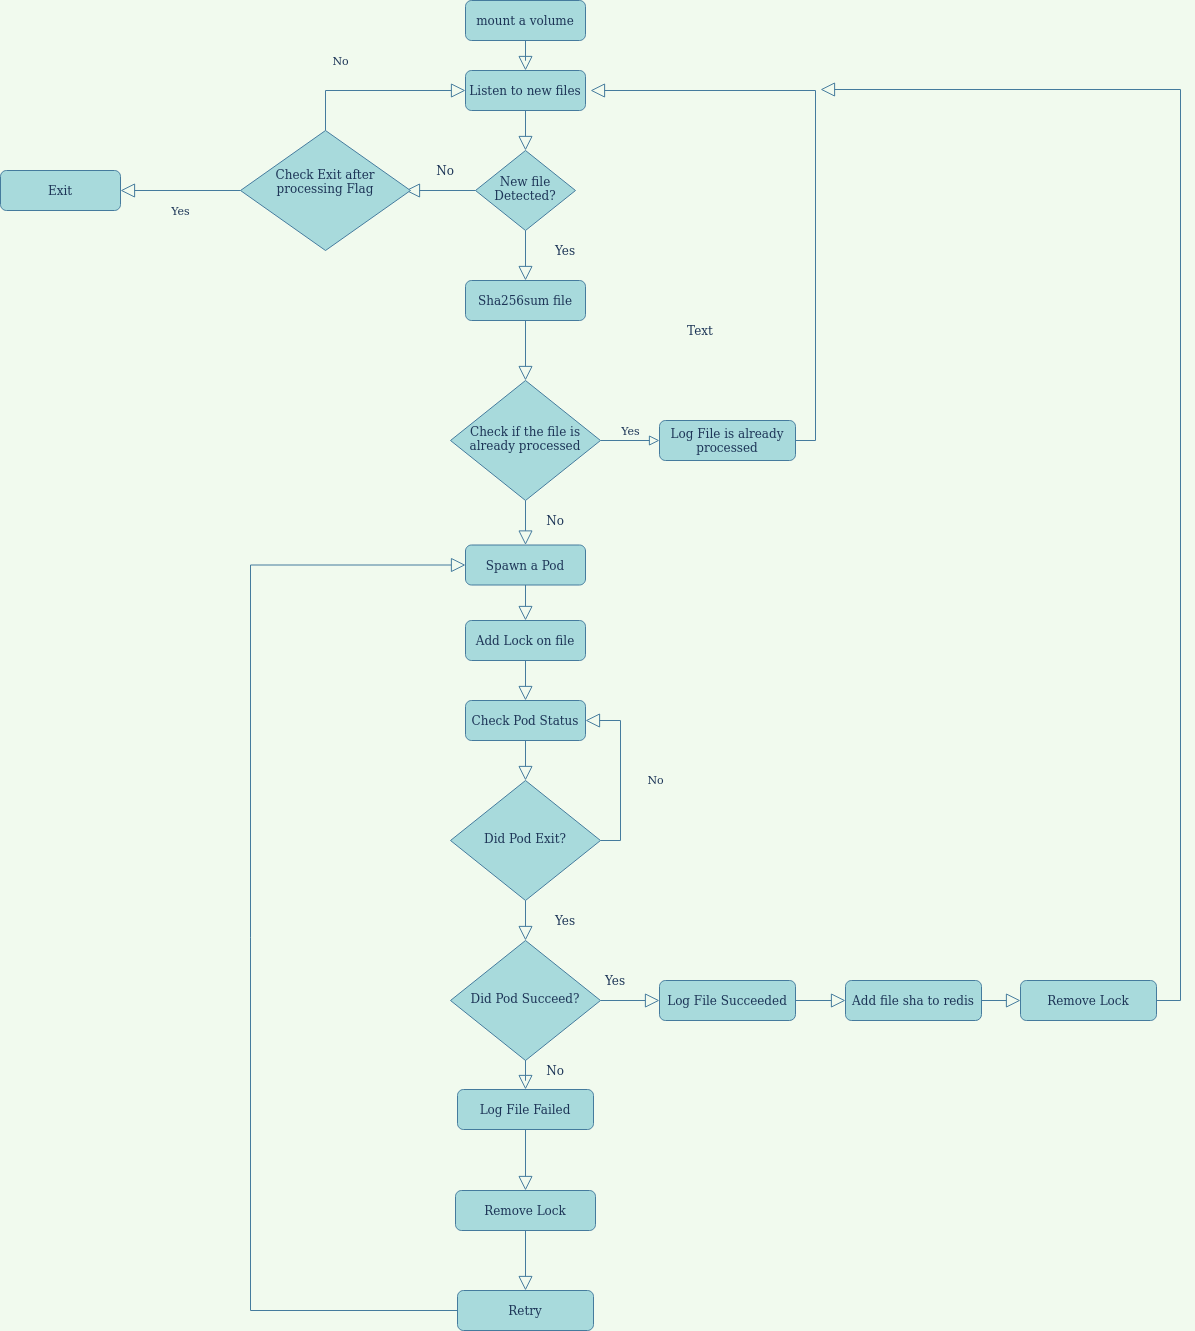 mount a volume
No
Listen to new files
Check Exit after
processing Flag
No
New file
Detected?
Exit
Yes
Yes
Sha256sum file
Text
Check if the file is
already processed
Yes
Log File is already
processed
No
Spawn a Pod
Add Lock on file
Check Pod Status
No
Did Pod Exit?
Yes
Did Pod Succeed?
Yes
Log File Succeeded
Add file sha to redis
Remove Lock
No
Log File Failed
Remove Lock
Retry